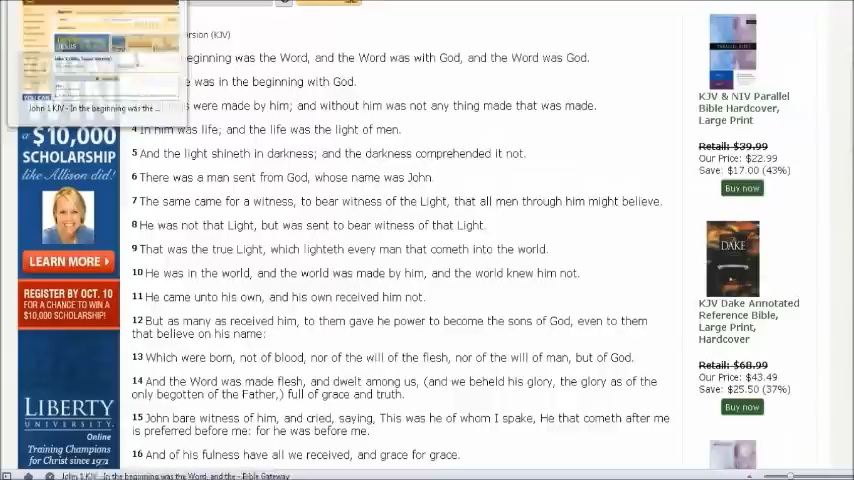 rsion (KJV)
eginning was the Word, and the Word was with God, and the Word was God.
was in the beginning with God.
were made by him; and without him was not any thing made that was made.
John 1 KJV - In the beginning was the ...
4 In him was life; and the life was the light of men.
5 And the light shineth in darkness; and the darkness comprehended it not.
6 There was a man sent from God, whose name was John.
7 The same came for a witness, to bear witness of the Light, that all men through him might believe.
8 He was not that Light, but was sent to bear witness of that Light.
9 That was the true Light, which lighteth every man that cometh into the world.
10 He was in the world, and the world was made by him, and the world knew him not.
11 He came unto his own, and his own received him not.
12 But as many as received him, to them gave he power to become the sons of God, even to them
that believe on his name:
13 Which were born, not of blood, nor of the will of the flesh, nor of the will of man, but of God.
14 And the Word was made flesh, and dwelt among us, (and we beheld his glory, the glory as of the
only begotten of the Father,) full of grace and truth.
15 John bare witness of him, and cried, saying, This was he of whom I spake, He that cometh after me
is preferred before me: for he was before me.
16 And of his fulness have all we received, and grace for grace.
YOU CAN
a $10,000
SCHOLARSHIP
like Allison did!
LEARN MORE
REGISTER BY OCT. 10
FOR A CHANCE TO WIN A
$10,000 SCHOLARSHIP!
LIBERTY
UNIVERSITY
Online
Training Champions
for Christ since 1971
PARALLEL BIBLE
KJV & NIV Parallel
Bible Hardcover,
Large Print
Retail: $39.99
Our Price: $22.99
Save: $17.00 (43%)
Buy now
DAKE
KJV Dake Annotated
Reference Bible,
Large Print,
Hardcover
Retail: $68.99
Our Price: $43.49
Save: $25.50 (37%)
Buy now
John 1 KJV - In the beginning was the Word, and the - Bible Gateway